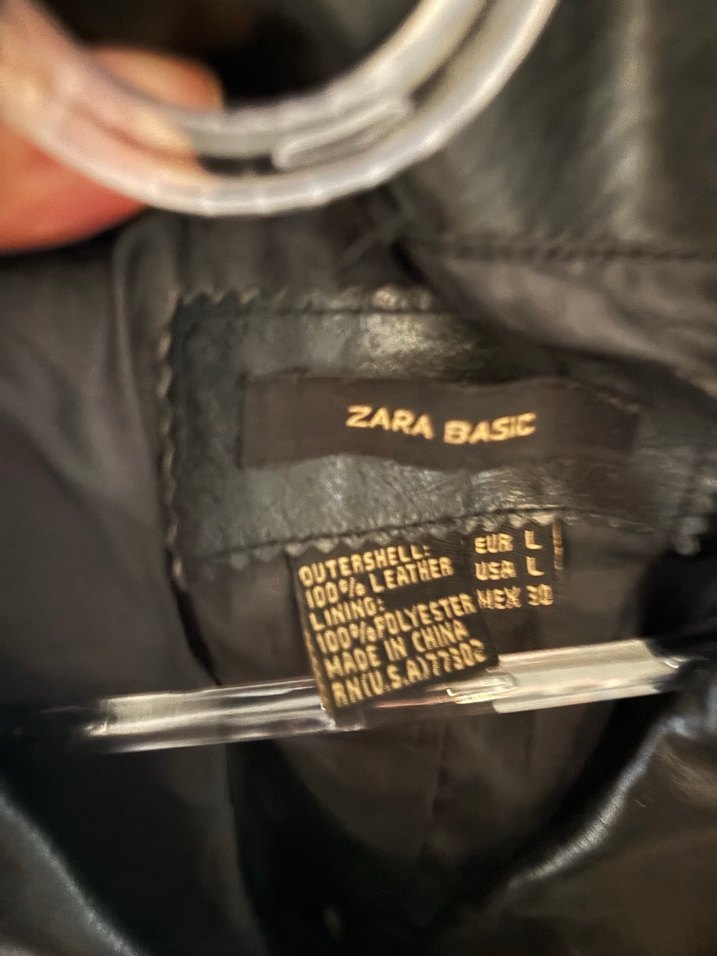 ZARA BASIC
OUTERSHELL:
100% LEATHER
LINING:
100%POLYESTER
MADE IN CHINA
RN(U.S.A)77302
EUR L
USA L
MEX 30